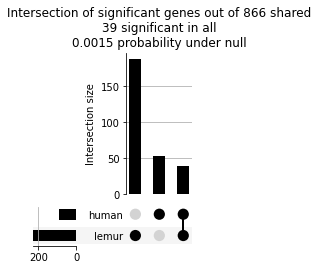 Intersection of significant genes out of 866 shared
39 significant in all
0.0015 probability under null
150
100
50
0
Intersection size
human
lemur
200 0